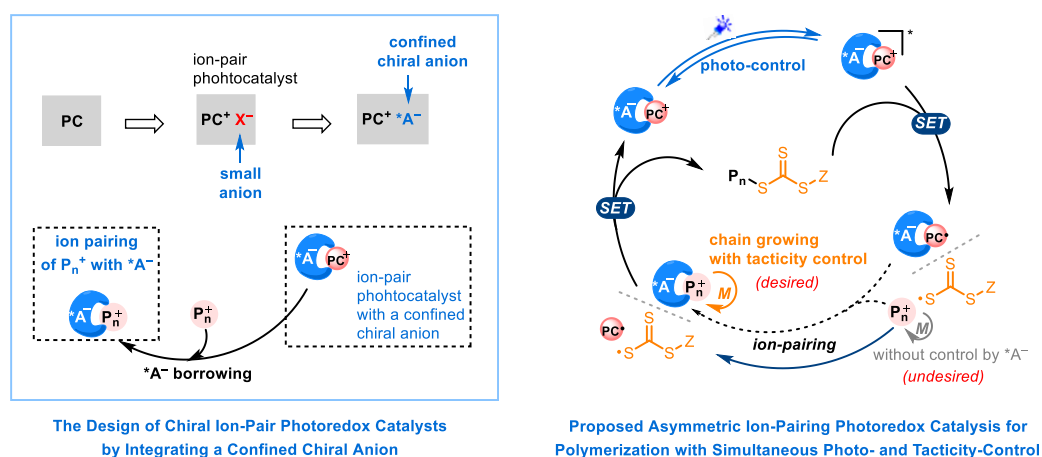 confined
chiral anion
ion-pair
phohtocatalyst
PC
PC⁺ X⁻
PC⁺ *A⁻
small
anion
ion pairing
of Pₙ⁺ with *A⁻
*A⁻ PC⁺
ion-pair
phohtocatalyst
with a confined
chiral anion
*A⁻ Pₙ⁺
Pₙ⁺
*A⁻ borrowing
The Design of Chiral Ion-Pair Photoredox Catalysts
by Integrating a Confined Chiral Anion
photo-control
*A⁻ PC⁺ *
*A⁻ PC⁺
SET
Pₙ S S S Z
SET
*A⁻ PC•
chain growing
with tacticity control
(desired)
*A⁻ Pₙ⁺ M
•S S S Z
Pₙ⁺ M
PC•
•S S S Z
ion-pairing
without control by *A⁻
(undesired)
Proposed Asymmetric Ion-Pairing Photoredox Catalysis for
Polymerization with Simultaneous Photo- and Tacticity-Control